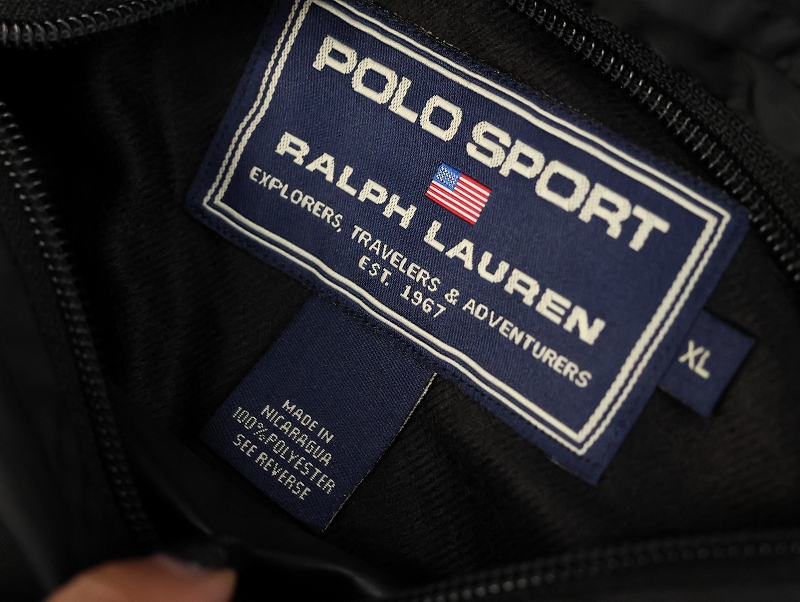 POLO SPORT
RALPH LAUREN
EXPLORERS, TRAVELERS & ADVENTURERS
EST. 1967
XL
MADE IN
NICARAGUA
100% POLYESTER
SEE REVERSE